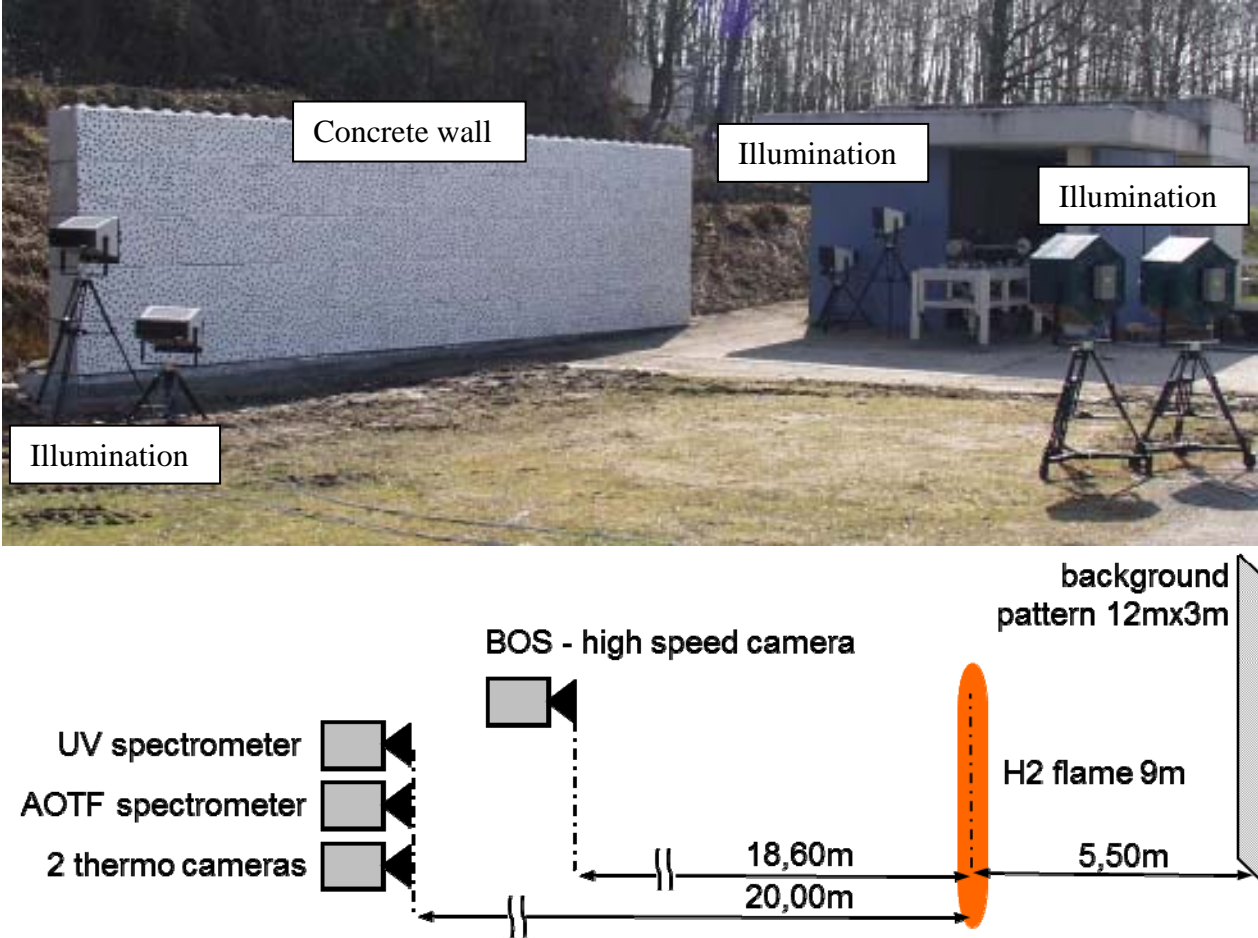 Concrete wall
Illumination
Illumination
Illumination
background
pattern 12mx3m
BOS - high speed camera
UV spectrometer
AOTF spectrometer
H2 flame 9m
2 thermo cameras
18,60m
5,50m
20,00m